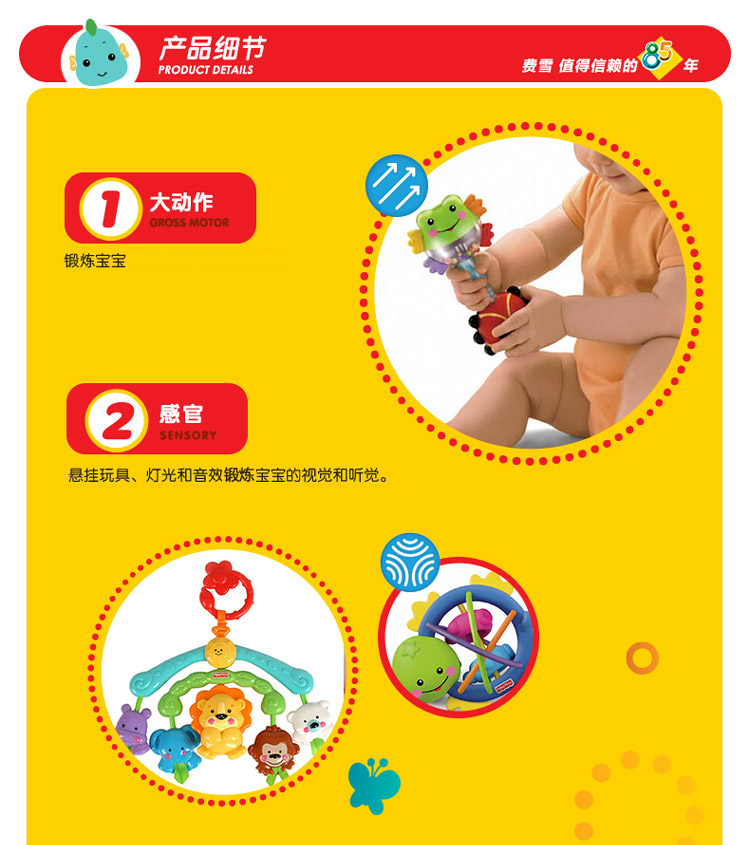 产品细节
PRODUCT DETAILS
费雪 值得信赖的85年
1 大动作
GROSS MOTOR
锻炼宝宝
2 感官
SENSORY
悬挂玩具、灯光和音效锻炼宝宝的视觉和听觉。